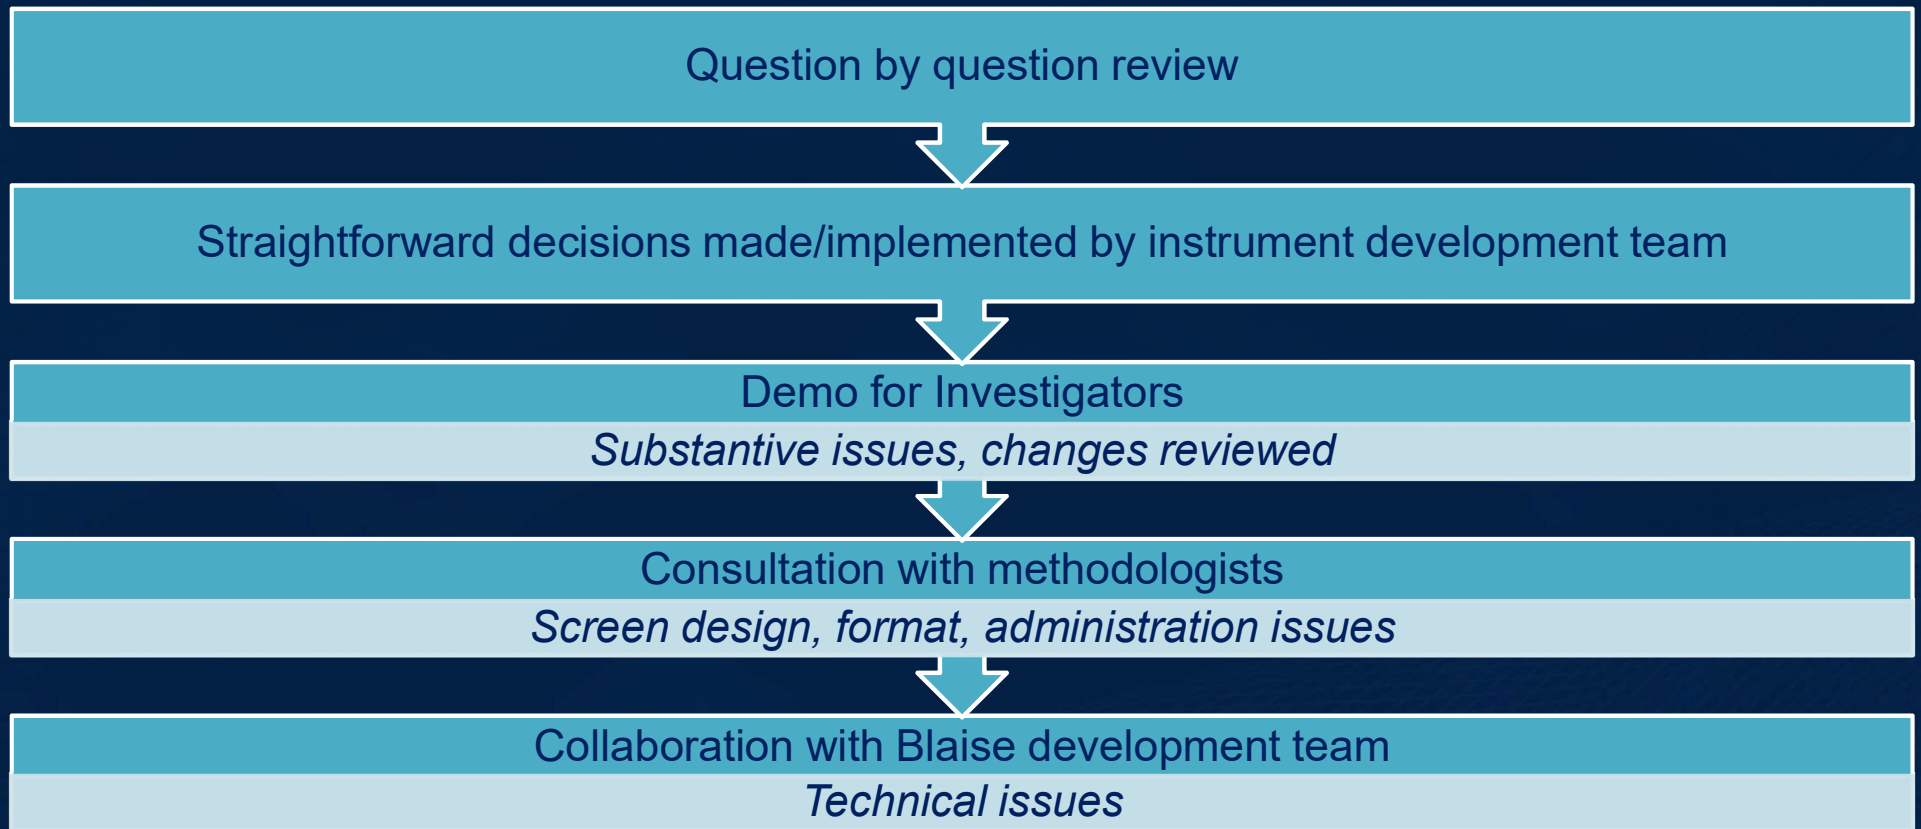 Question by question review
Straightforward decisions made/implemented by instrument development team
Demo for Investigators
Substantive issues, changes reviewed
Consultation with methodologists
Screen design, format, administration issues
Collaboration with Blaise development team
Technical issues